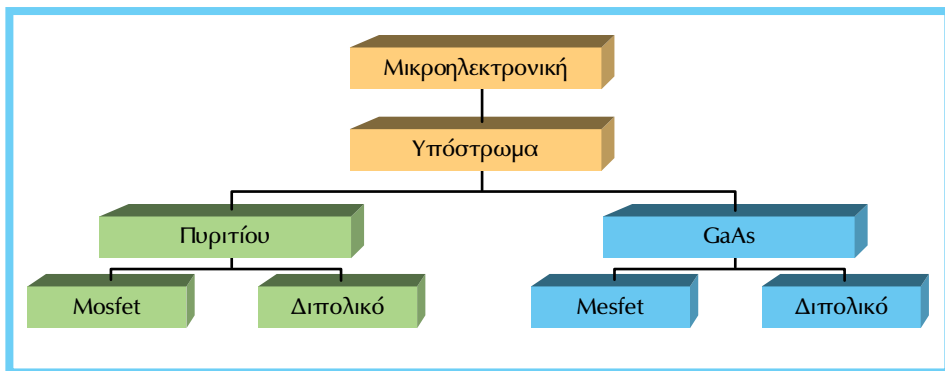 Μικροηλεκτρονική
Υπόστρωμα
Πυριτίου
GaAs
Mosfet
Διπολικό
Mesfet
Διπολικό